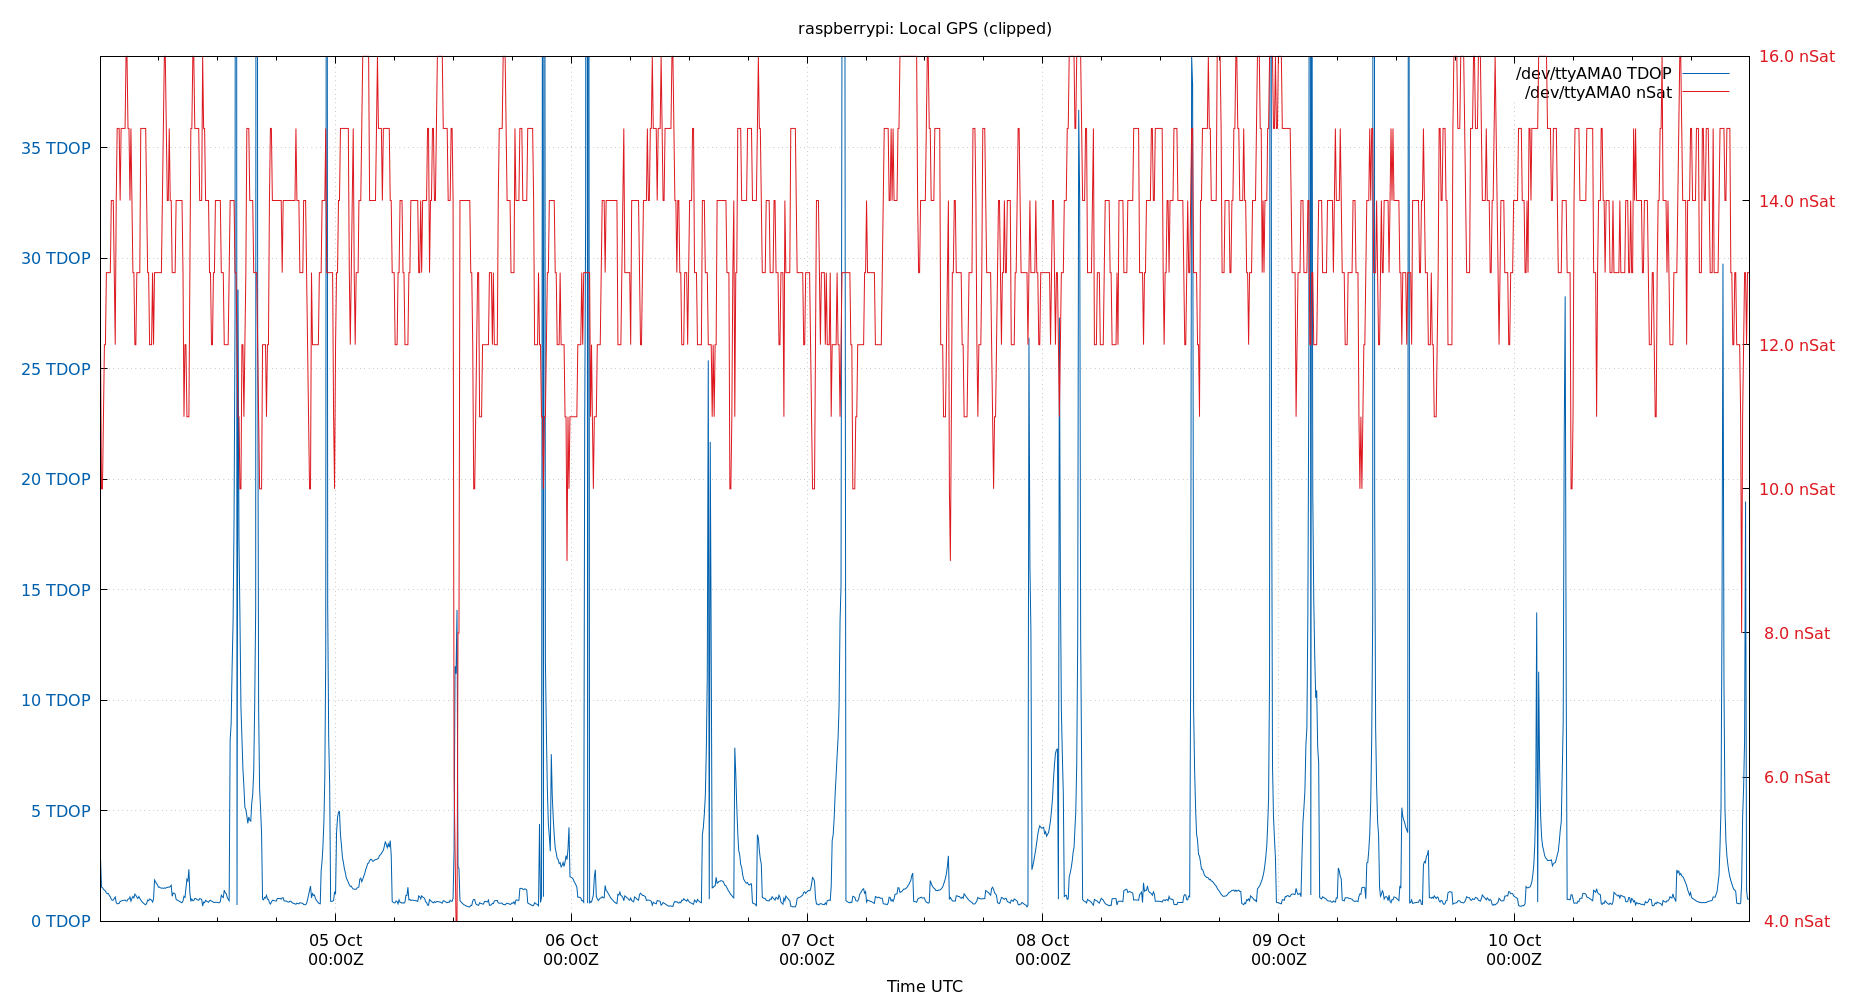 raspberrypi: Local GPS (clipped)
16.0 nSat
/dev/ttyAMA0 TDOP
/dev/ttyAMA0 nSat
35 TDOP
14.0 nSat
30 TDOP
12.0 nSat
25 TDOP
20 TDOP
10.0 nSat
15 TDOP
8.0 nSat
10 TDOP
6.0 nSat
5 TDOP
0 TDOP
4.0 nSat
05 Oct 06 Oct 07 Oct 08 Oct 09 Oct 10 Oct
00:00Z 00:00Z 00:00Z 00:00Z 00:00Z 00:00Z
Time UTC